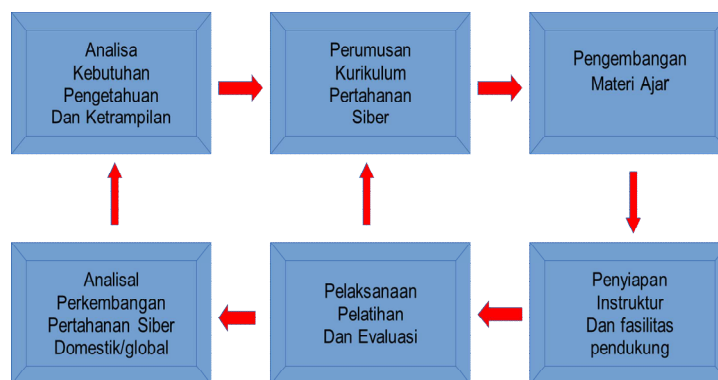 Analisa
Kebutuhan
Pengetahuan
Dan Ketrampilan
Perumusan
Kurikulum
Pertahanan
Siber
Pengembangan
Materi Ajar
Analisal
Perkembangan
Pertahanan Siber
Domestik/global
Pelaksanaan
Pelatihan
Dan Evaluasi
Penyiapan
Instruktur
Dan fasilitas
pendukung